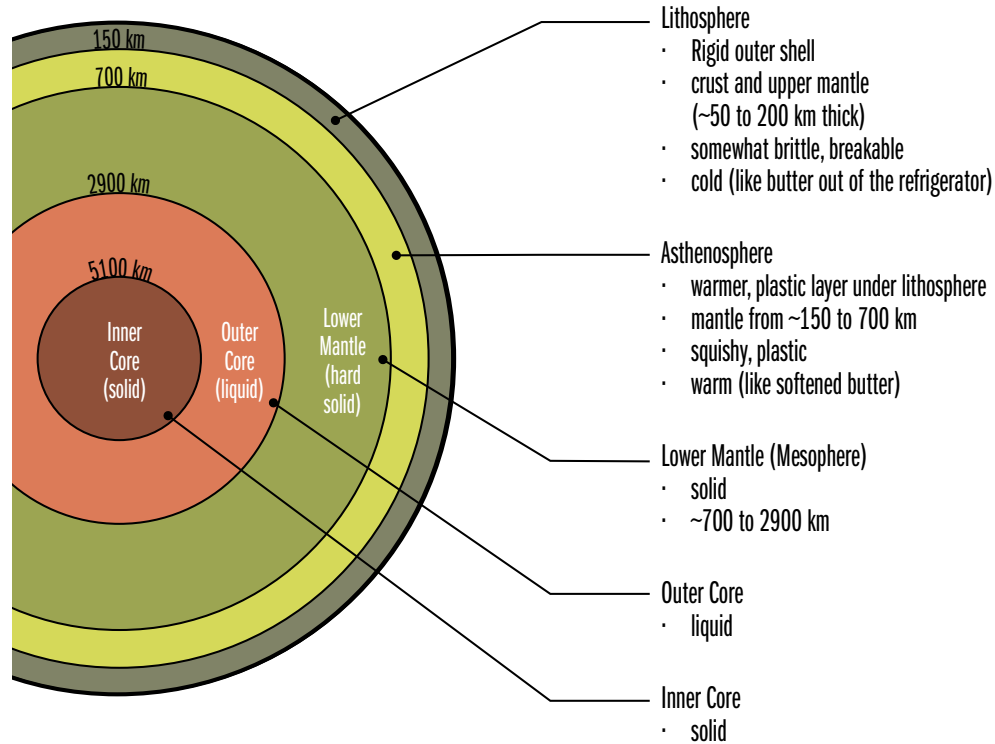 150 km
700 km
2900 km
5100 km
Inner
Core
(solid)
Outer
Core
(liquid)
Lower
Mantle
(hard
solid)
Lithosphere
· Rigid outer shell
· crust and upper mantle
(~50 to 200 km thick)
· somewhat brittle, breakable
· cold (like butter out of the refrigerator)
Asthenosphere
· warmer, plastic layer under lithosphere
· mantle from ~150 to 700 km
· squishy, plastic
· warm (like softened butter)
Lower Mantle (Mesophere)
· solid
· ~700 to 2900 km
Outer Core
· liquid
Inner Core
· solid